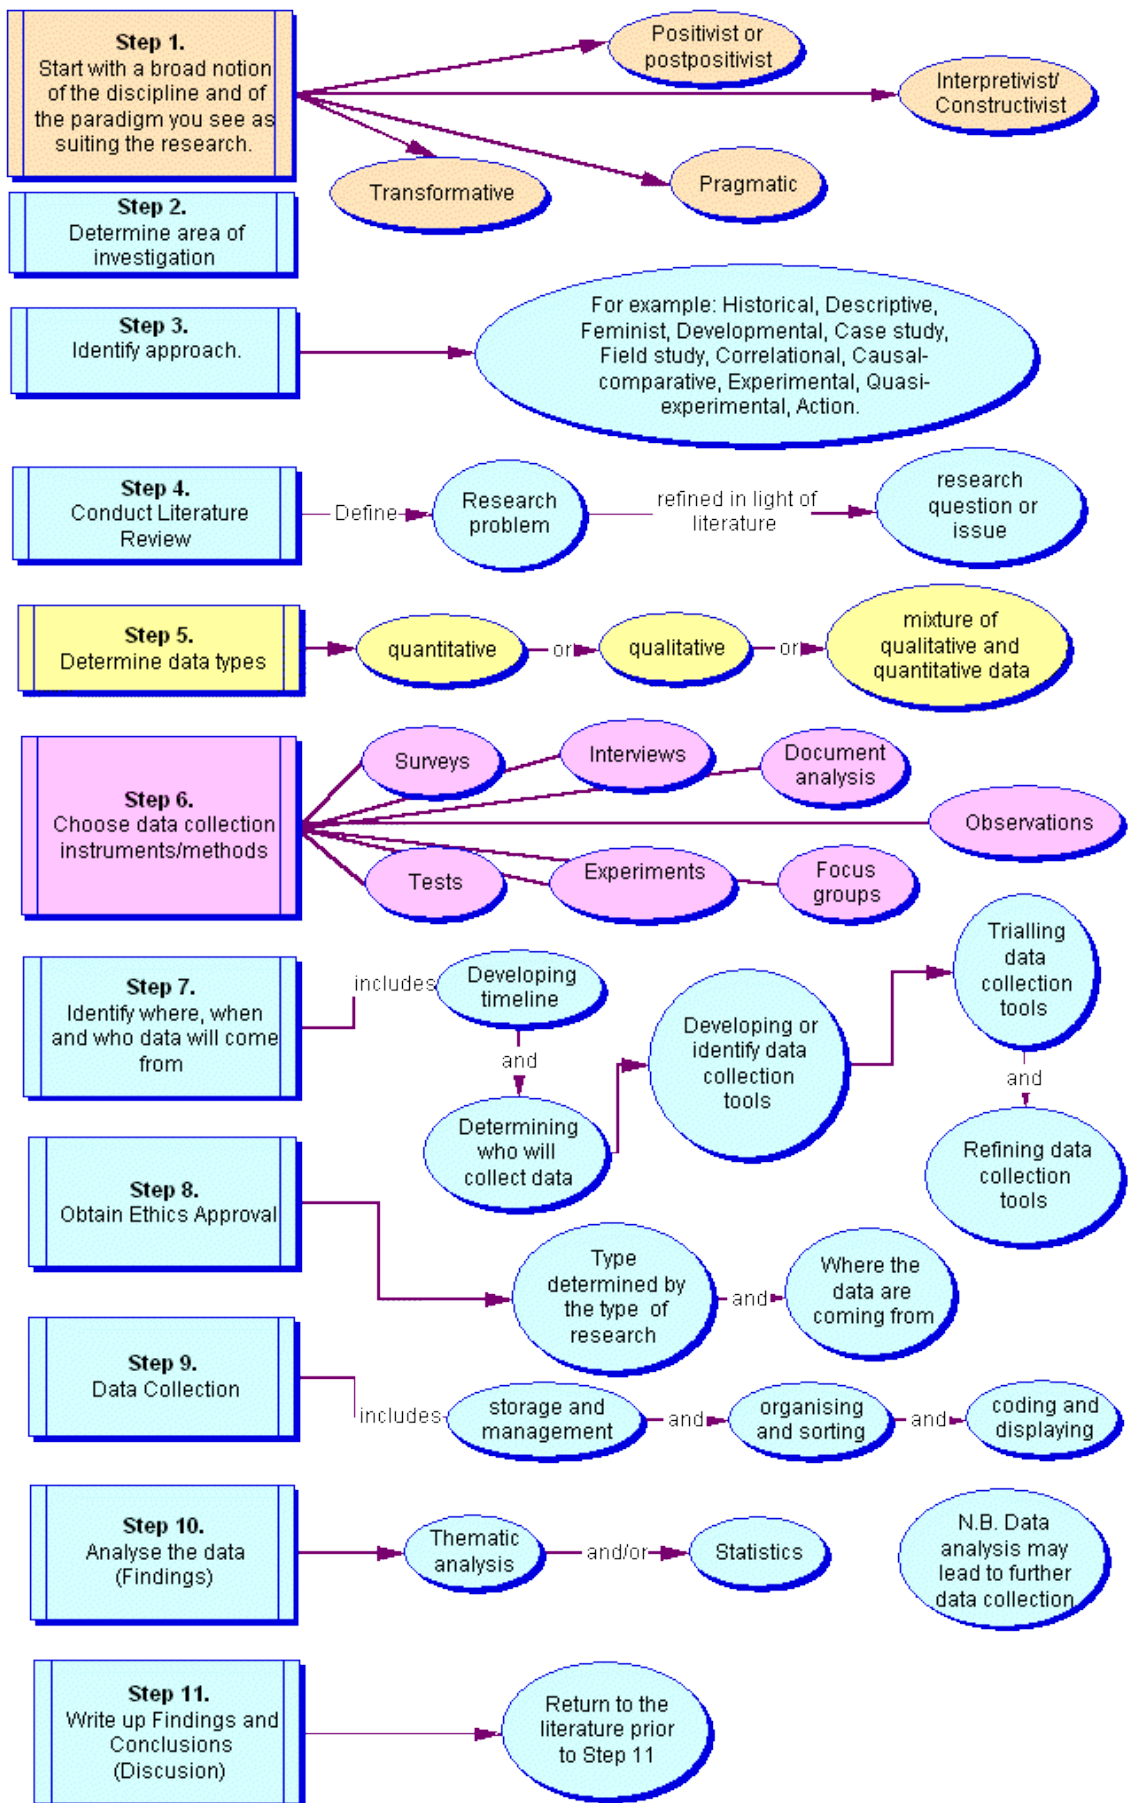 Step 1.
Start with a broad notion
of the discipline and of
the paradigm you see as
suiting the research.
Positivist or
postpositivist
Interpretivist/
Constructivist
Transformative
Pragmatic
Step 2.
Determine area of
investigation
Step 3.
Identify approach.
For example: Historical, Descriptive,
Feminist, Developmental, Case study,
Field study, Correlational, Causal-
comparative, Experimental, Quasi-
experimental, Action.
Step 4.
Conduct Literature
Review
Define
Research
problem
refined in light of
literature
research
question or
issue
Step 5.
Determine data types
quantitative
or
qualitative
or
mixture of
qualitative and
quantitative data
Step 6.
Choose data collection
instruments/methods
Surveys
Interviews
Document
analysis
Observations
Tests
Experiments
Focus
groups
Step 7.
Identify where, when
and who data will come
from
includes
Developing
timeline
and
Determining
who will
collect data
Developing or
identify data
collection
tools
Trialling
data
collection
tools
and
Refining data
collection
tools
Step 8.
Obtain Ethics Approval
Type
determined by
the type of
research
and
Where the
data are
coming from
Step 9.
Data Collection
includes
storage and
management
and
organising
and sorting
and
coding and
displaying
Step 10.
Analyse the data
(Findings)
Thematic
analysis
and/or
Statistics
N.B. Data
analysis may
lead to further
data collection
Step 11.
Write up Findings and
Conclusions
(Discussion)
Return to the
literature prior
to Step 11